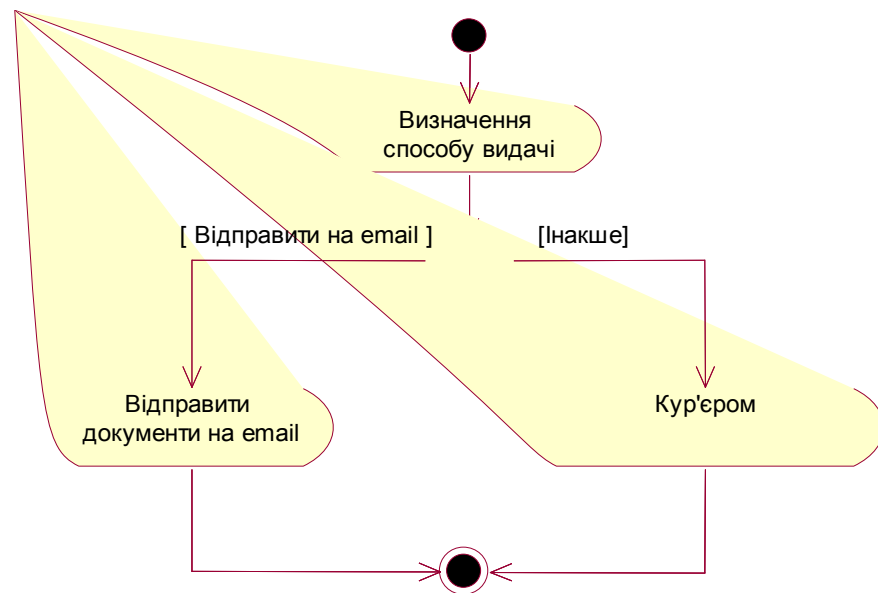 Визначення
способу видачі
[ Відправити на email ]
[Інакше]
Відправити
документи на email
Кур'єром